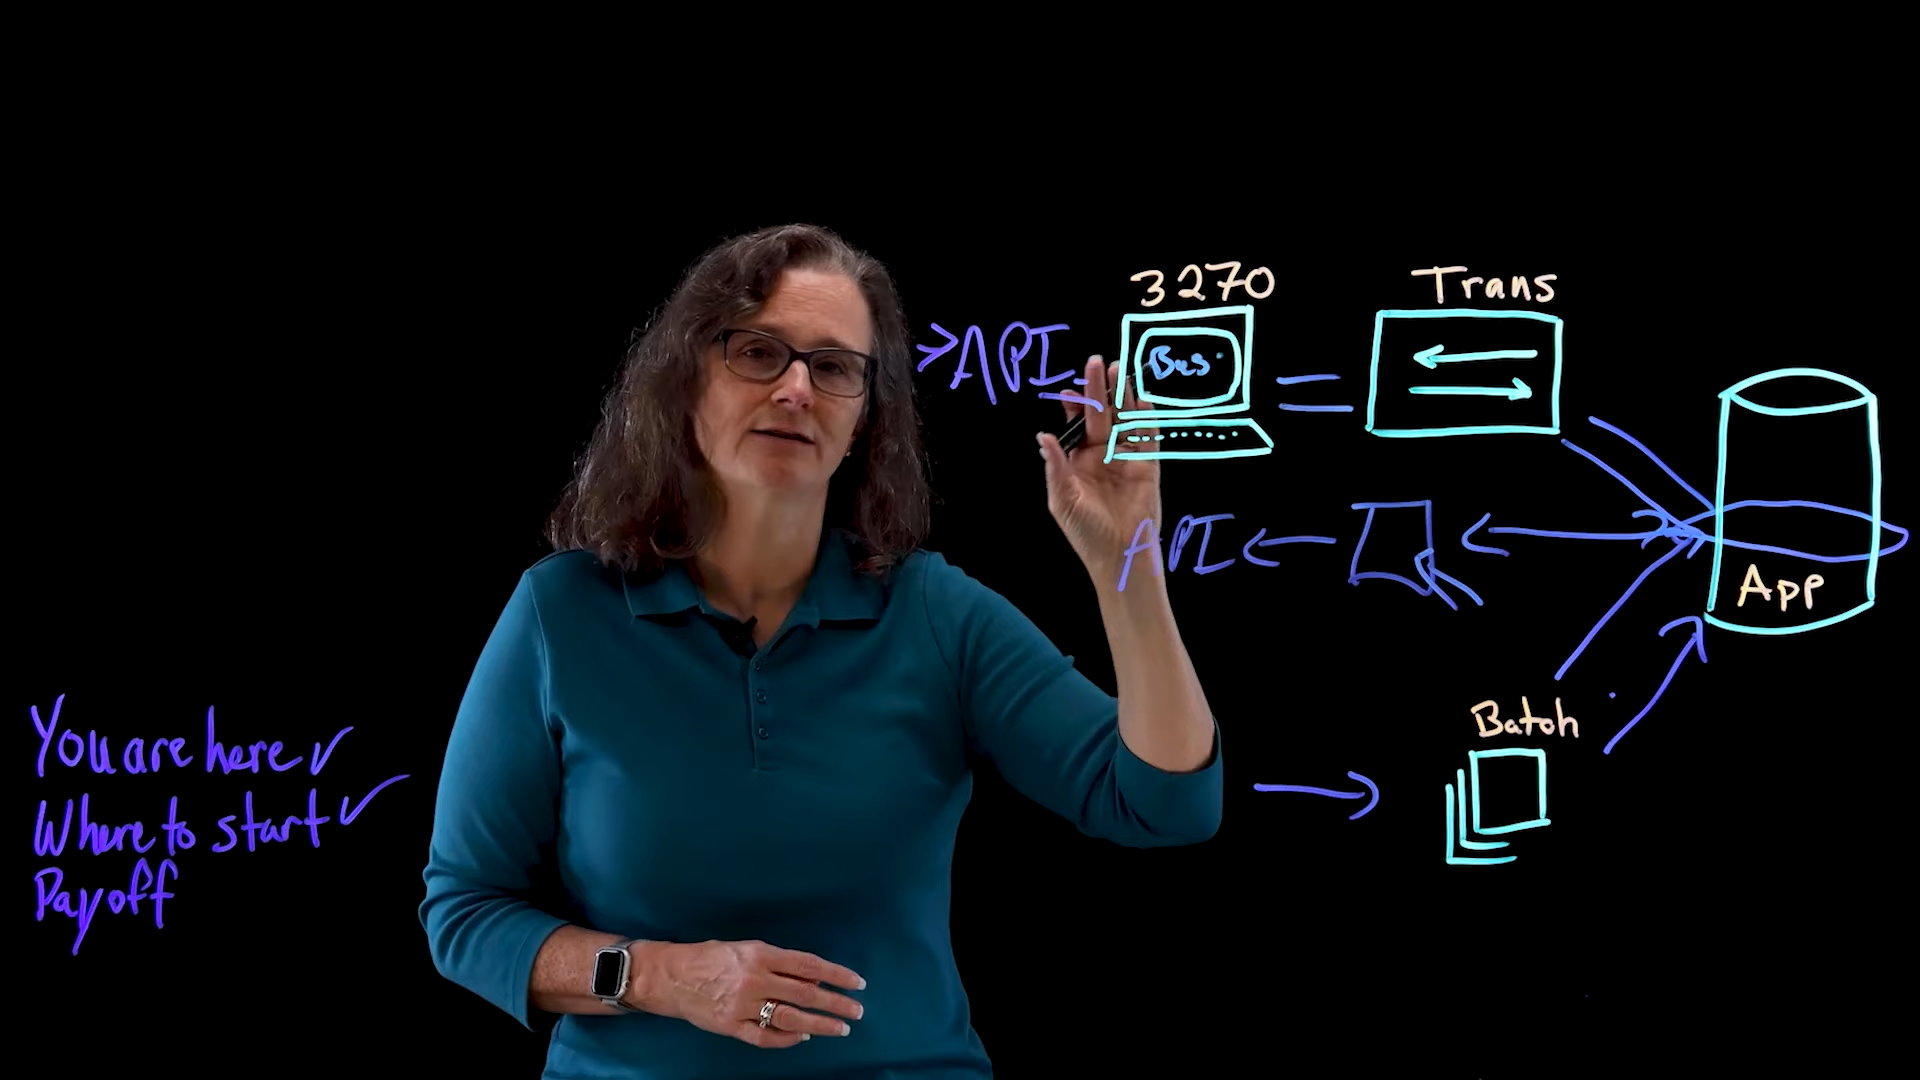 3270
Trans
API
Bus
API
App
Batch
You are here
Where to start
Payoff